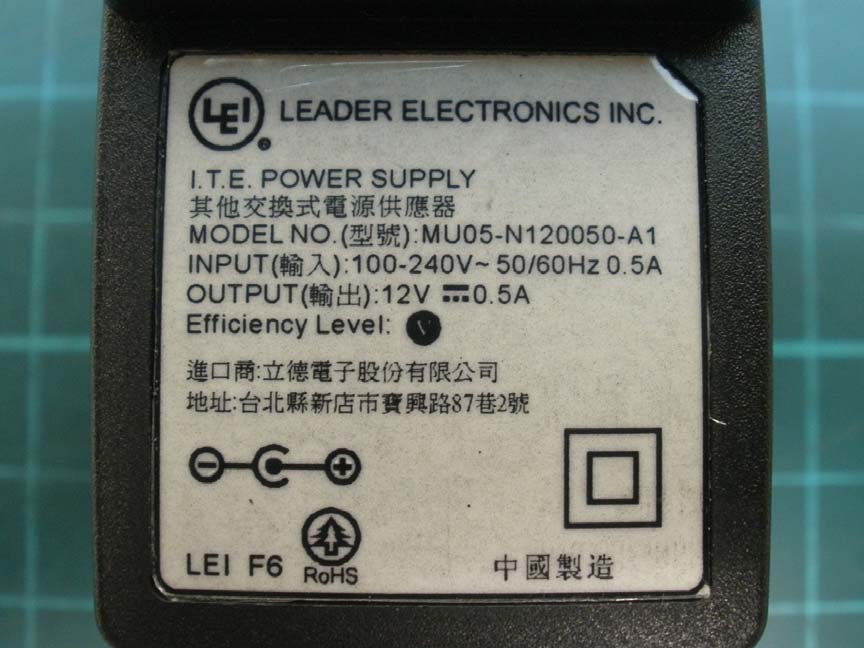 LEI LEADER ELECTRONICS INC.
I.T.E. POWER SUPPLY
其他交換式電源供應器
MODEL NO.(型號):MU05-N120050-A1
INPUT(輸入):100-240V~ 50/60Hz 0.5A
OUTPUT(輸出):12V ⎓0.5A
Efficiency Level: V
進口商:立德電子股份有限公司
地址:台北縣新店市寶興路87巷2號
LEI F6 RoHS
中國製造